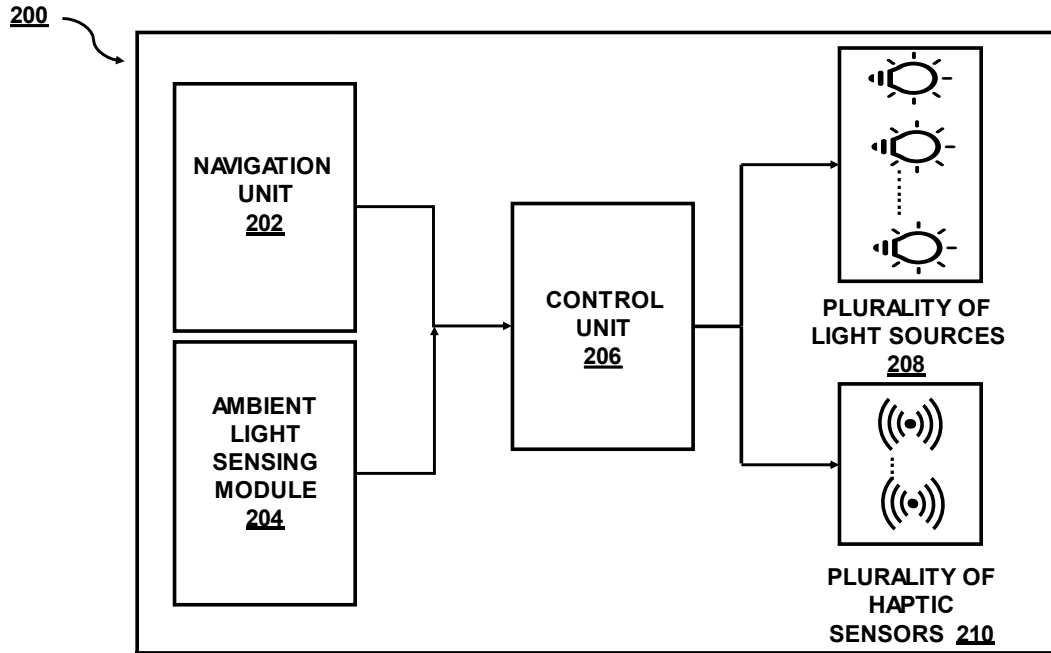 200
NAVIGATION
UNIT
202
AMBIENT
LIGHT
SENSING
MODULE
204
CONTROL
UNIT
206
PLURALITY OF
LIGHT SOURCES
208
PLURALITY OF
HAPTIC
SENSORS 210